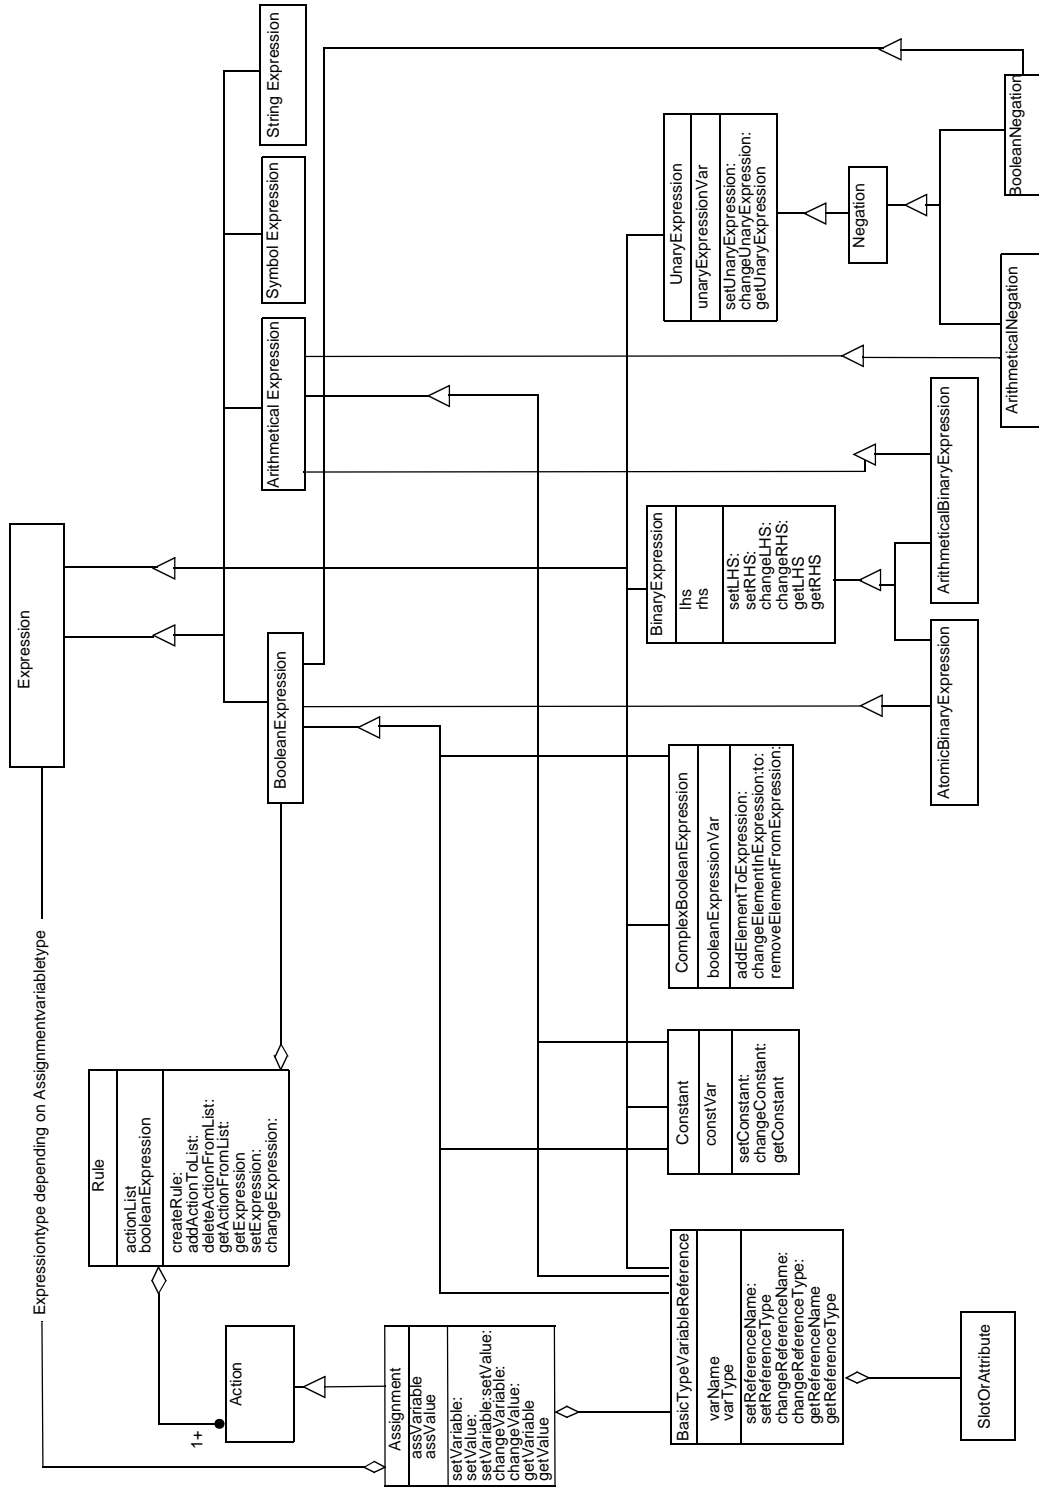 Expression
Expressiontype depending on Assignmentvariabletype
String Expression
Symbol Expression
Arithmetical Expression
BooleanExpression
Rule
actionList
booleanExpression
createRule:
addActionToList:
deleteActionFromList:
getActionFromList:
getExpression
setExpression:
changeExpression:
1+
Action
Assignment
assVariable
assValue
setVariable:
setValue:
setVariable:setValue:
changeVariable:
changeValue:
getVariable
getValue
UnaryExpression
unaryExpressionVar
setUnaryExpression:
changeUnaryExpression:
getUnaryExpression
BinaryExpression
lhs
rhs
setLHS:
setRHS:
changeLHS:
changeRHS:
getLHS
getRHS
ComplexBooleanExpression
booleanExpressionVar
addElementToExpression:
changeElementInExpression:to:
removeElementFromExpression:
Constant
constVar
setConstant:
changeConstant:
getConstant
BasicTypeVariableReference
varName
varType
setReferenceName:
setReferenceType
changeReferenceName:
changeReferenceType:
getReferenceName
getReferenceType
Negation
BooleanNegation
ArithmeticalNegation
ArithmeticalBinaryExpression
AtomicBinaryExpression
SlotOrAttribute